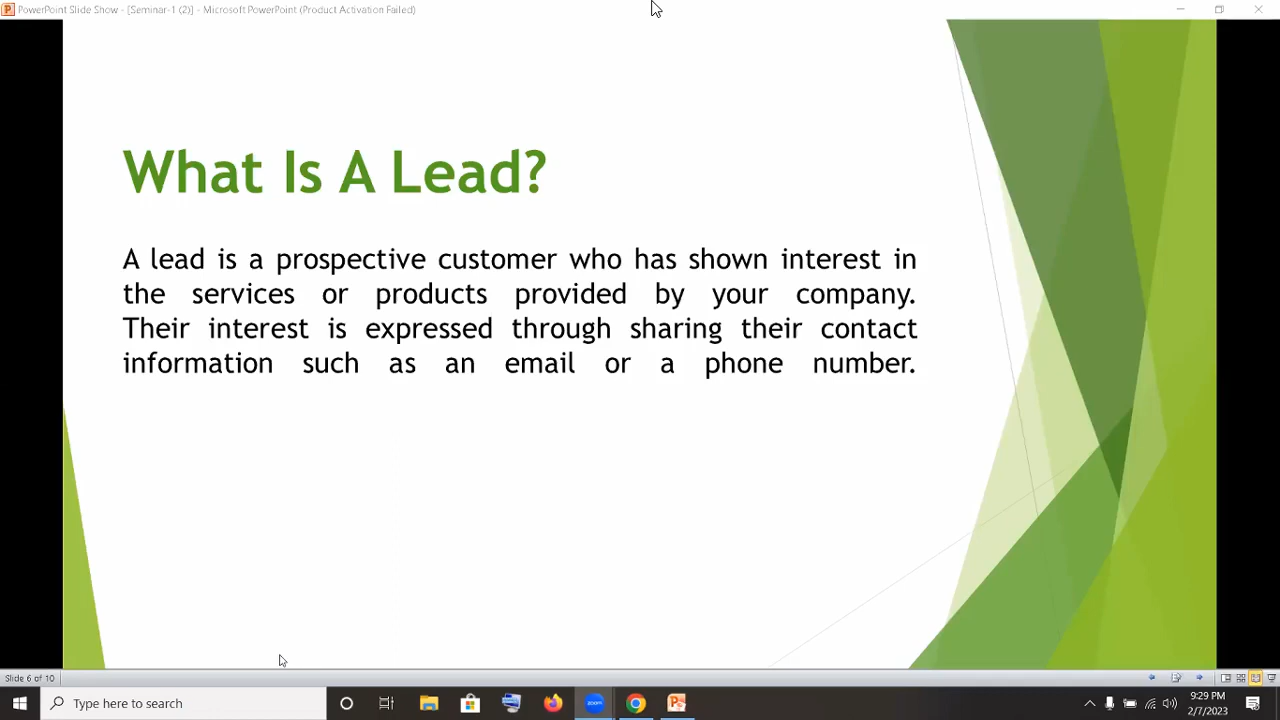 PowerPoint Slide Show - [Seminar-1 (2)] - Microsoft PowerPoint (Product Activation Failed)
What Is A Lead?
A lead is a prospective customer who has shown interest in
the services or products provided by your company.
Their interest is expressed through sharing their contact
information such as an email or a phone number.
Slide 6 of 10
Type here to search
zoom
9:29 PM
2/7/2023